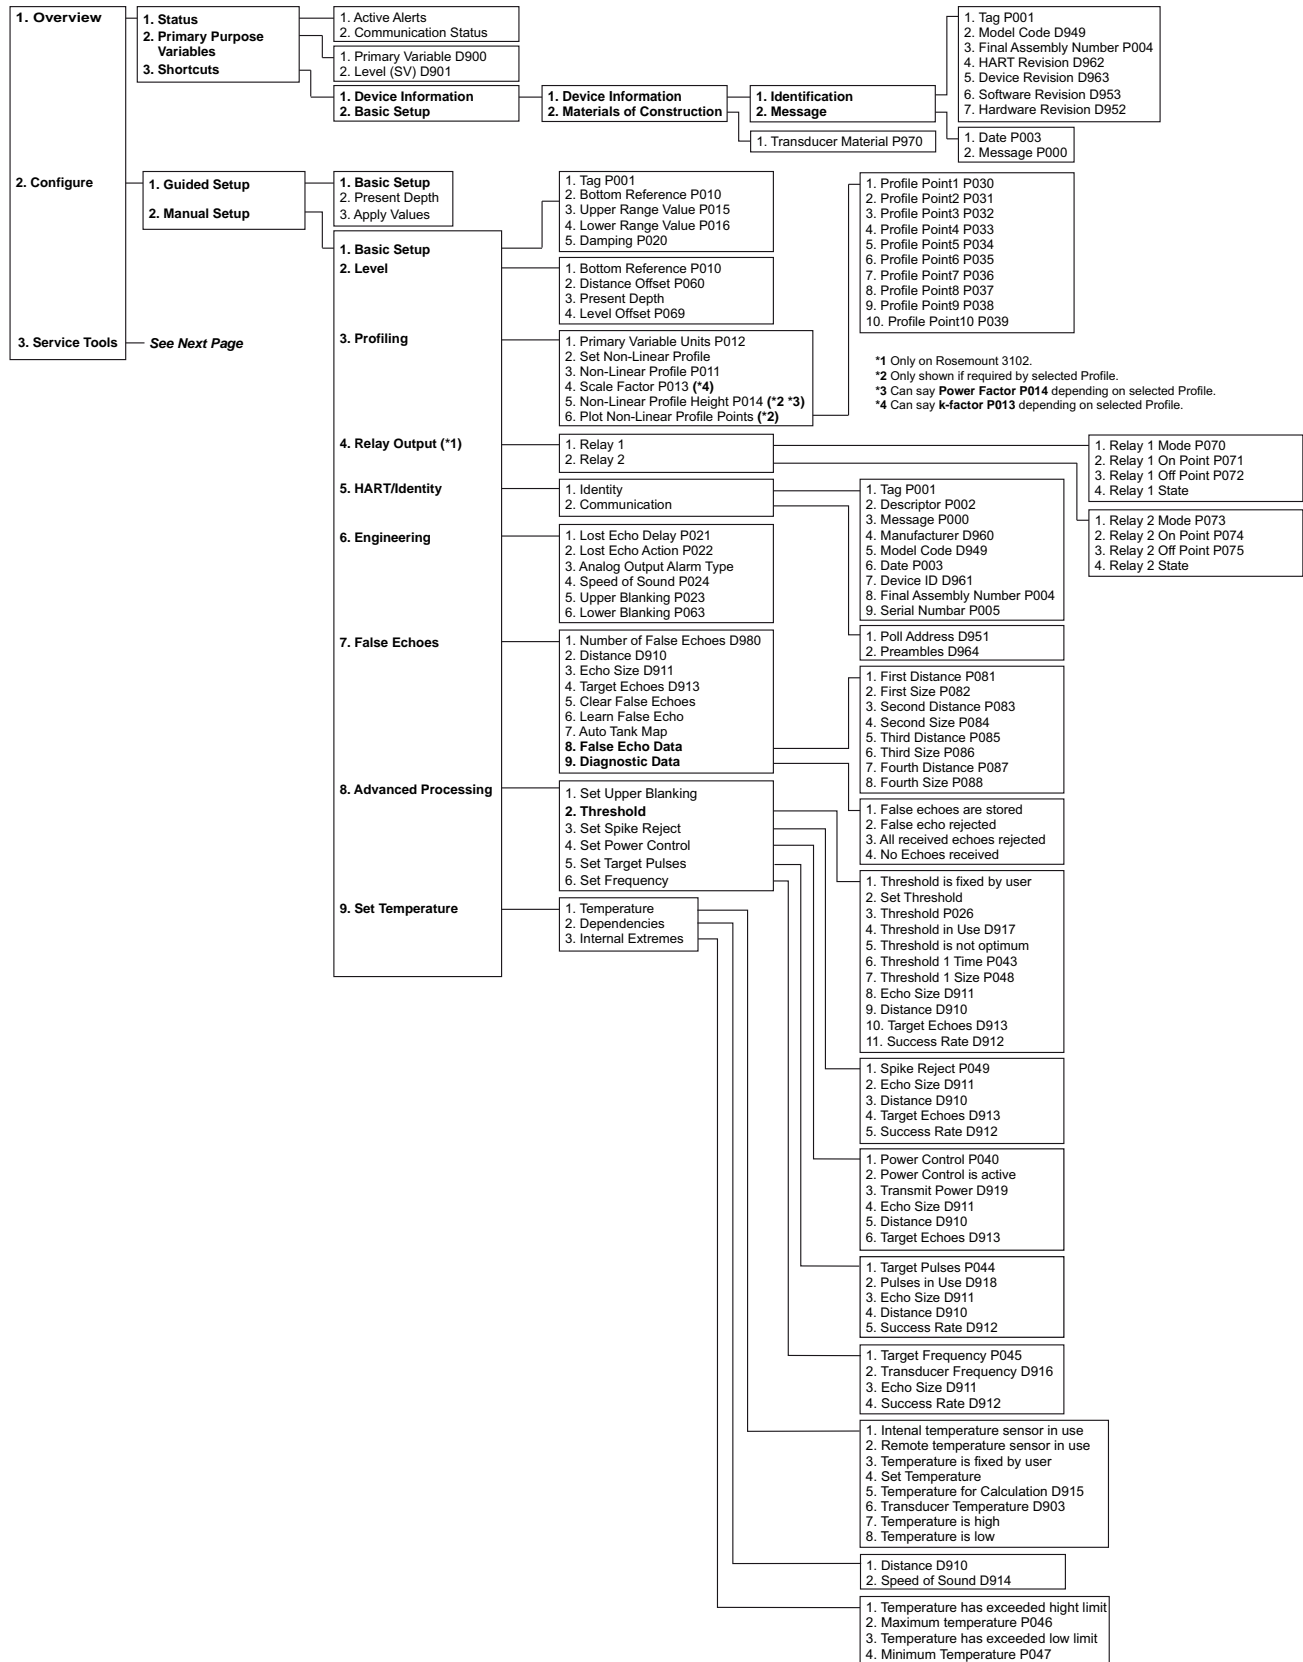 1. Overview
1. Status
2. Primary Purpose
Variables
3. Shortcuts
1. Active Alerts
2. Communication Status
1. Primary Variable D900
2. Level (SV) D901
1. Device Information
2. Basic Setup
1. Device Information
2. Materials of Construction
1. Identification
2. Message
1. Transducer Material P970
1. Tag P001
2. Model Code D949
3. Final Assembly Number P004
4. HART Revision D962
5. Device Revision D963
6. Software Revision D953
7. Hardware Revision D952
1. Date P003
2. Message P000
2. Configure
1. Guided Setup
2. Manual Setup
1. Basic Setup
2. Present Depth
3. Apply Values
1. Basic Setup
2. Level
3. Profiling
4. Relay Output (*1)
5. HART/Identity
6. Engineering
7. False Echoes
8. Advanced Processing
9. Set Temperature
1. Tag P001
2. Bottom Reference P010
3. Upper Range Value P015
4. Lower Range Value P016
5. Damping P020
1. Bottom Reference P010
2. Distance Offset P060
3. Present Depth
4. Level Offset P069
1. Primary Variable Units P012
2. Set Non-Linear Profile
3. Non-Linear Profile P011
4. Scale Factor P013 (*4)
5. Non-Linear Profile Height P014 (*2 *3)
6. Plot Non-Linear Profile Points (*2)
1. Profile Point1 P030
2. Profile Point2 P031
3. Profile Point3 P032
4. Profile Point4 P033
5. Profile Point5 P034
6. Profile Point6 P035
7. Profile Point7 P036
8. Profile Point8 P037
9. Profile Point9 P038
10. Profile Point10 P039
3. Service Tools
See Next Page
*1 Only on Rosemount 3102.
*2 Only shown if required by selected Profile.
*3 Can say Power Factor P014 depending on selected Profile.
*4 Can say k-factor P013 depending on selected Profile.
1. Relay 1
2. Relay 2
1. Relay 1 Mode P070
2. Relay 1 On Point P071
3. Relay 1 Off Point P072
4. Relay 1 State
1. Relay 2 Mode P073
2. Relay 2 On Point P074
3. Relay 2 Off Point P075
4. Relay 2 State
1. Identity
2. Communication
1. Tag P001
2. Descriptor P002
3. Message P000
4. Manufacturer D960
5. Model Code D949
6. Date P003
7. Device ID D961
8. Final Assembly Number P004
9. Serial Numbar P005
1. Poll Address D951
2. Preambles D964
1. Lost Echo Delay P021
2. Lost Echo Action P022
3. Analog Output Alarm Type
4. Speed of Sound P024
5. Upper Blanking P023
6. Lower Blanking P063
1. Number of False Echoes D980
2. Distance D910
3. Echo Size D911
4. Target Echoes D913
5. Clear False Echoes
6. Learn False Echo
7. Auto Tank Map
8. False Echo Data
9. Diagnostic Data
1. First Distance P081
2. First Size P082
3. Second Distance P083
4. Second Size P084
5. Third Distance P085
6. Third Size P086
7. Fourth Distance P087
8. Fourth Size P088
1. False echoes are stored
2. False echo rejected
3. All received echoes rejected
4. No Echoes received
1. Set Upper Blanking
2. Threshold
3. Set Spike Reject
4. Set Power Control
5. Set Target Pulses
6. Set Frequency
1. Threshold is fixed by user
2. Set Threshold
3. Threshold P026
4. Threshold in Use D917
5. Threshold is not optimum
6. Threshold 1 Time P043
7. Threshold 1 Size P048
8. Echo Size D911
9. Distance D910
10. Target Echoes D913
11. Success Rate D912
1. Spike Reject P049
2. Echo Size D911
3. Distance D910
4. Target Echoes D913
5. Success Rate D912
1. Power Control P040
2. Power Control is active
3. Transmit Power D919
4. Echo Size D911
5. Distance D910
6. Target Echoes D913
1. Target Pulses P044
2. Pulses in Use D918
3. Echo Size D911
4. Distance D910
5. Success Rate D912
1. Target Frequency P045
2. Transducer Frequency D916
3. Echo Size D911
4. Success Rate D912
1. Temperature
2. Dependencies
3. Internal Extremes
1. Intenal temperature sensor in use
2. Remote temperature sensor in use
3. Temperature is fixed by user
4. Set Temperature
5. Temperature for Calculation D915
6. Transducer Temperature D903
7. Temperature is high
8. Temperature is low
1. Distance D910
2. Speed of Sound D914
1. Temperature has exceeded hight limit
2. Maximum temperature P046
3. Temperature has exceeded low limit
4. Minimum Temperature P047